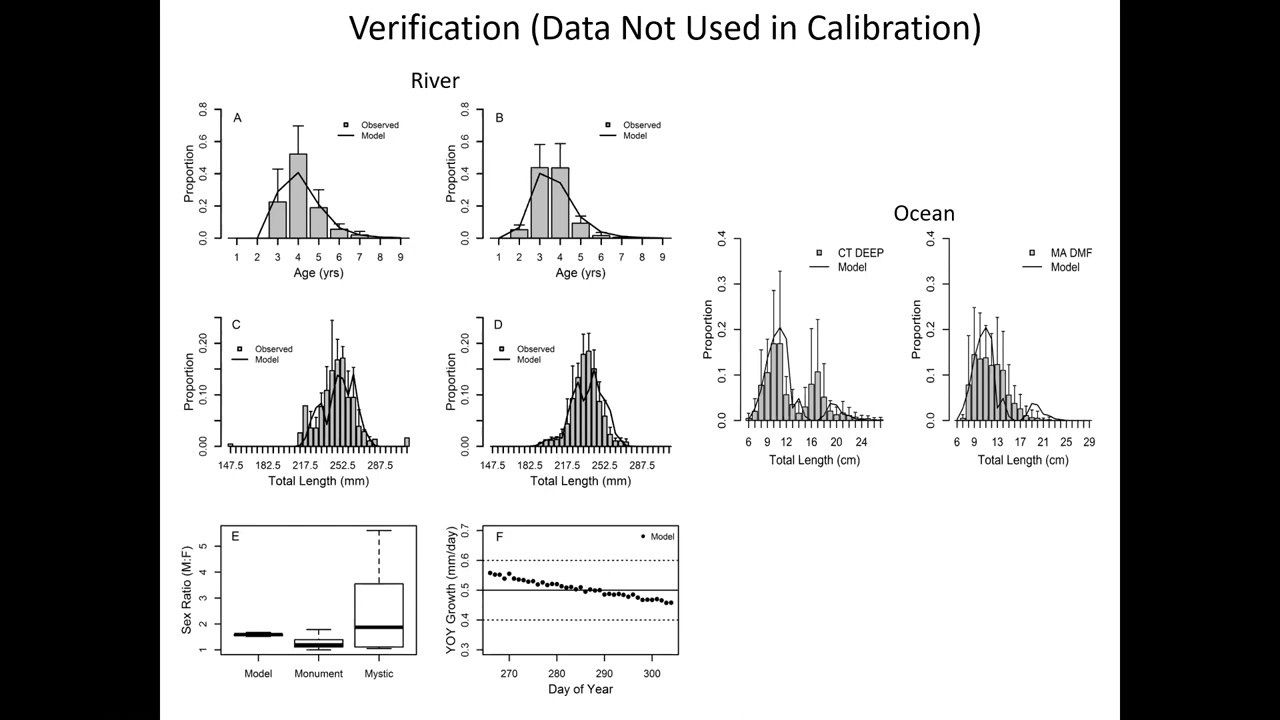 Verification (Data Not Used in Calibration)
River
A
Observed
Model
Proportion
0.8
0.6
0.4
0.2
0.0
1 2 3 4 5 6 7 8 9
Age (yrs)
B
Observed
Model
Proportion
0.8
0.6
0.4
0.2
0.0
1 2 3 4 5 6 7 8 9
Age (yrs)
C
Observed
Model
Proportion
0.20
0.10
0.00
147.5 182.5 217.5 252.5 287.5
Total Length (mm)
D
Observed
Model
Proportion
0.20
0.10
0.00
147.5 182.5 217.5 252.5 287.5
Total Length (mm)
E
Sex Ratio (M:F)
5
4
3
2
1
Model Monument Mystic
F
Model
YOY Growth (mm/day)
0.7
0.6
0.5
0.4
0.3
270 280 290 300
Day of Year
Ocean
CT DEEP
Model
Proportion
0.4
0.3
0.2
0.1
0.0
6 9 12 16 20 24
Total Length (cm)
MA DMF
Model
Proportion
0.4
0.3
0.2
0.1
0.0
6 9 13 17 21 25 29
Total Length (cm)